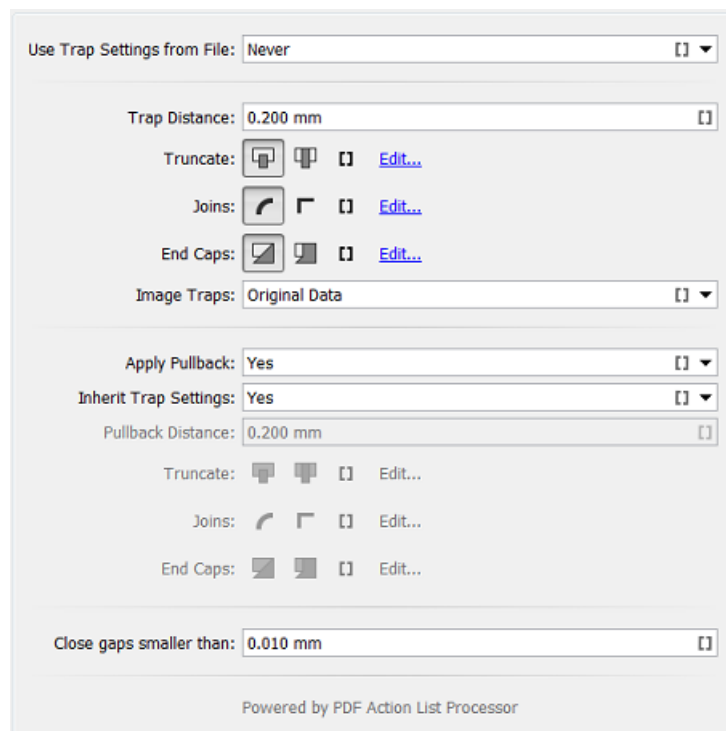 Use Trap Settings from File: Never
Trap Distance: 0.200 mm
Truncate: Edit...
Joins: Edit...
End Caps: Edit...
Image Traps: Original Data
Apply Pullback: Yes
Inherit Trap Settings: Yes
Pullback Distance: 0.200 mm
Truncate: Edit...
Joins: Edit...
End Caps: Edit...
Close gaps smaller than: 0.010 mm
Powered by PDF Action List Processor